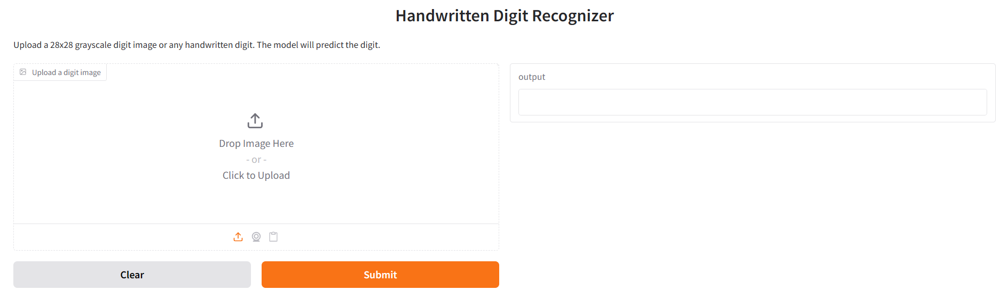 Handwritten Digit Recognizer
Upload a 28x28 grayscale digit image or any handwritten digit. The model will predict the digit.
Upload a digit image
Drop Image Here
- or -
Click to Upload
Clear
Submit
output